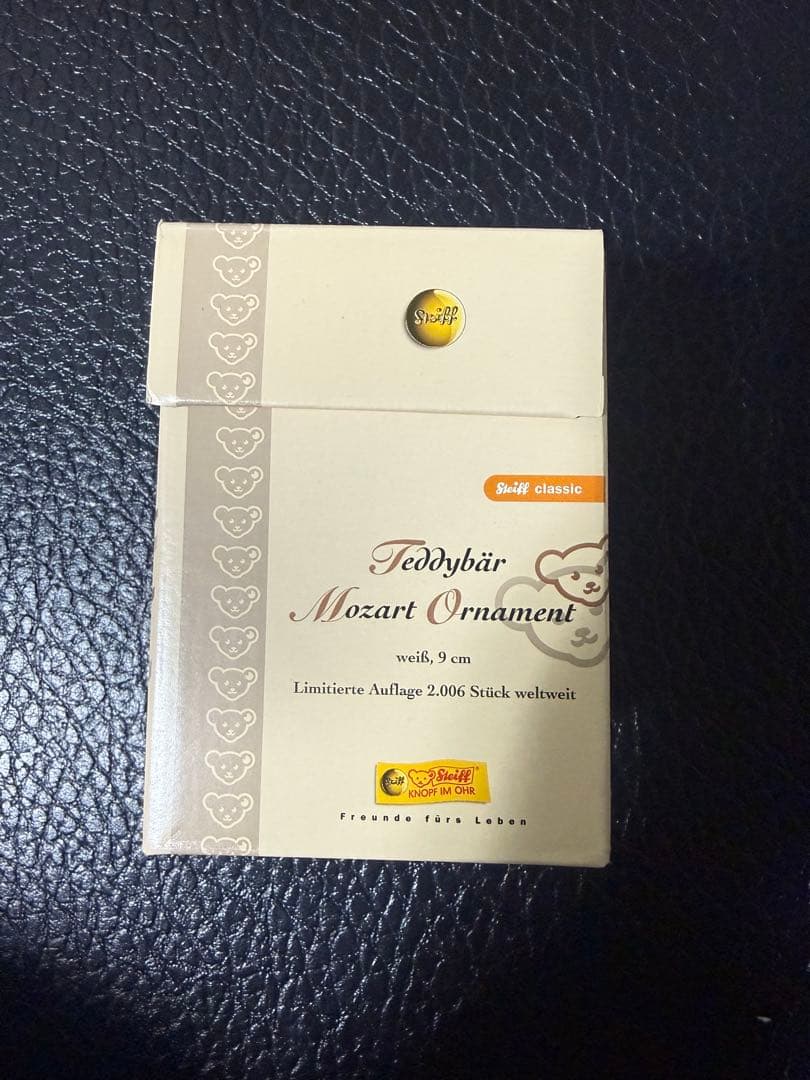 Steiff
Steiff classic
Teddybär
Mozart Ornament
weiß, 9 cm
Limitierte Auflage 2.006 Stück weltweit
Steiff Steiff®
KNOPF IM OHR
Freunde fürs Leben